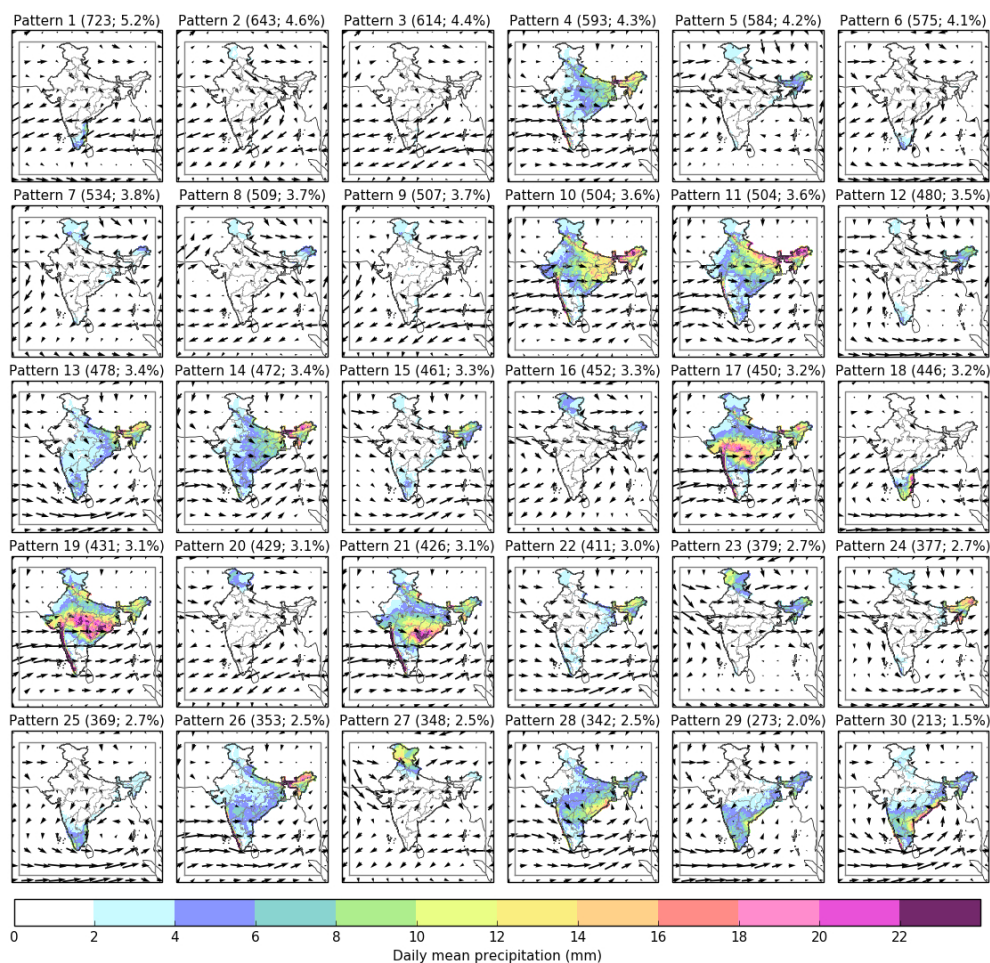 Pattern 1 (723; 5.2%) Pattern 2 (643; 4.6%) Pattern 3 (614; 4.4%) Pattern 4 (593; 4.3%) Pattern 5 (584; 4.2%) Pattern 6 (575; 4.1%)
Pattern 7 (534; 3.8%) Pattern 8 (509; 3.7%) Pattern 9 (507; 3.7%) Pattern 10 (504; 3.6%) Pattern 11 (504; 3.6%) Pattern 12 (480; 3.5%)
Pattern 13 (478; 3.4%) Pattern 14 (472; 3.4%) Pattern 15 (461; 3.3%) Pattern 16 (452; 3.3%) Pattern 17 (450; 3.2%) Pattern 18 (446; 3.2%)
Pattern 19 (431; 3.1%) Pattern 20 (429; 3.1%) Pattern 21 (426; 3.1%) Pattern 22 (411; 3.0%) Pattern 23 (379; 2.7%) Pattern 24 (377; 2.7%)
Pattern 25 (369; 2.7%) Pattern 26 (353; 2.5%) Pattern 27 (348; 2.5%) Pattern 28 (342; 2.5%) Pattern 29 (273; 2.0%) Pattern 30 (213; 1.5%)
0 2 4 6 8 10 12 14 16 18 20 22
Daily mean precipitation (mm)